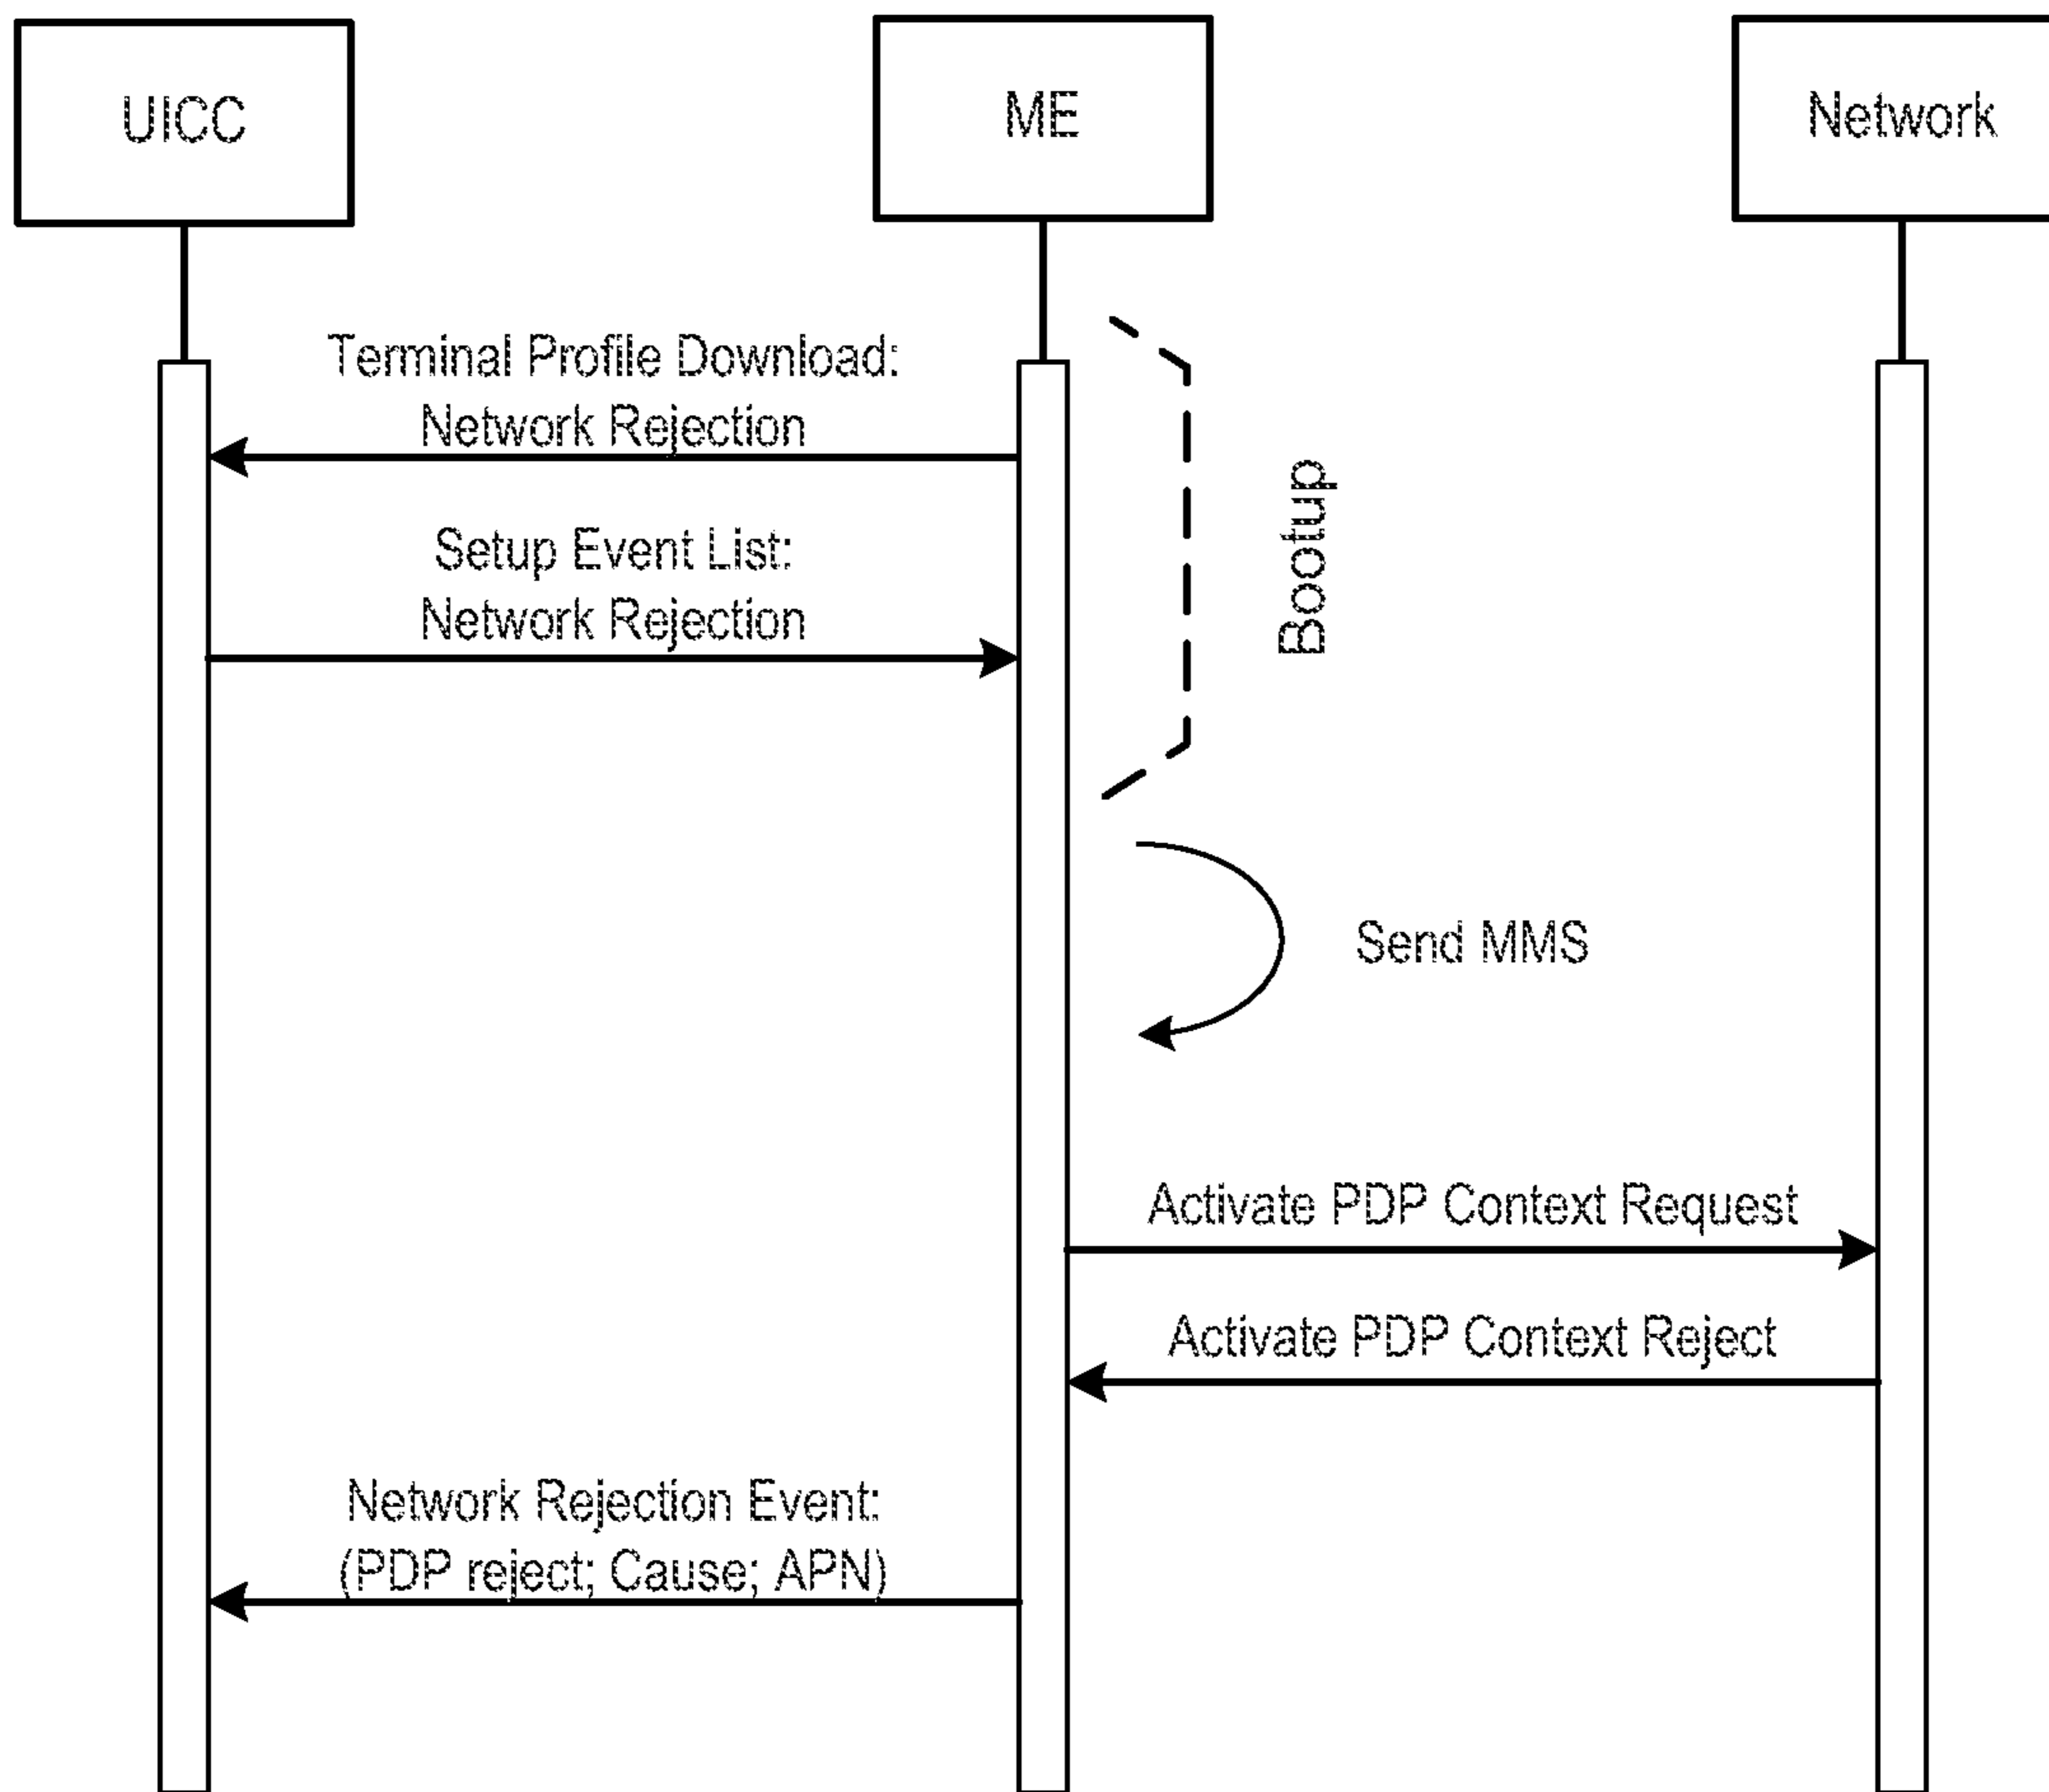 UICC
ME
Network
Terminal Profile Download:
Network Rejection
Setup Event List:
Network Rejection
Bootup
Send MMS
Activate PDP Context Request
Activate PDP Context Reject
Network Rejection Event:
(PDP reject; Cause; APN)